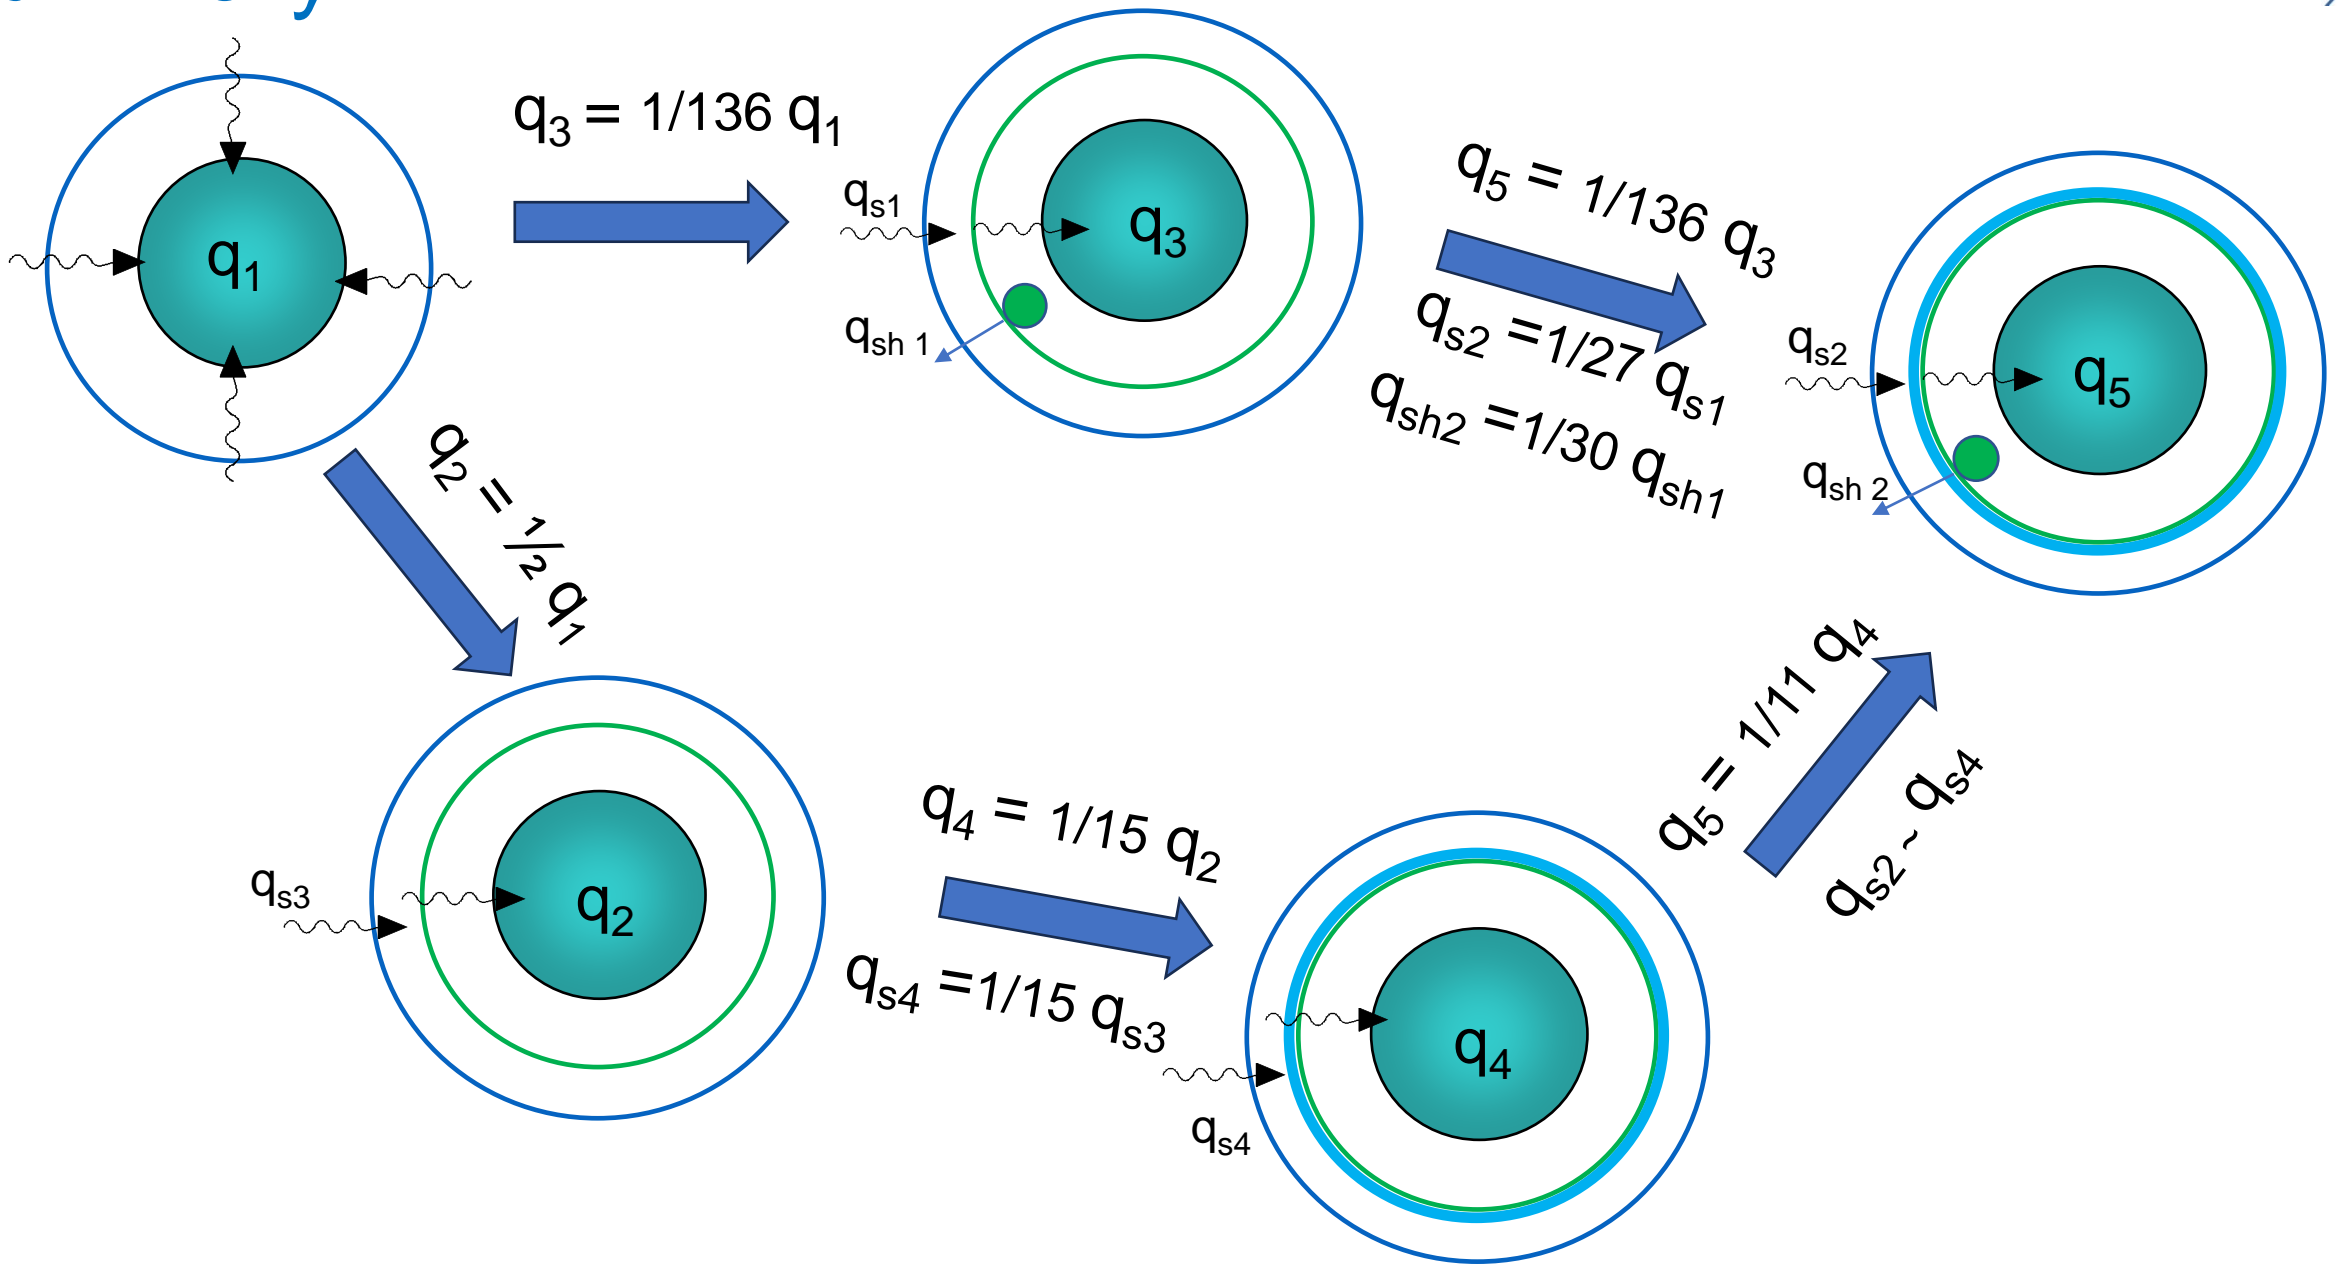 q3 = 1/136 q1
q1
qs1
q3
qsh 1
q5 = 1/136 q3
qs2 =1/27 qs1
qsh2 =1/30 qsh1
qs2
q5
qsh 2
q2 = ½ q1
qs3
q2
q4 = 1/15 q2
qs4 =1/15 qs3
q4
qs4
q5 = 1/11 q4
qs2 ~ qs4